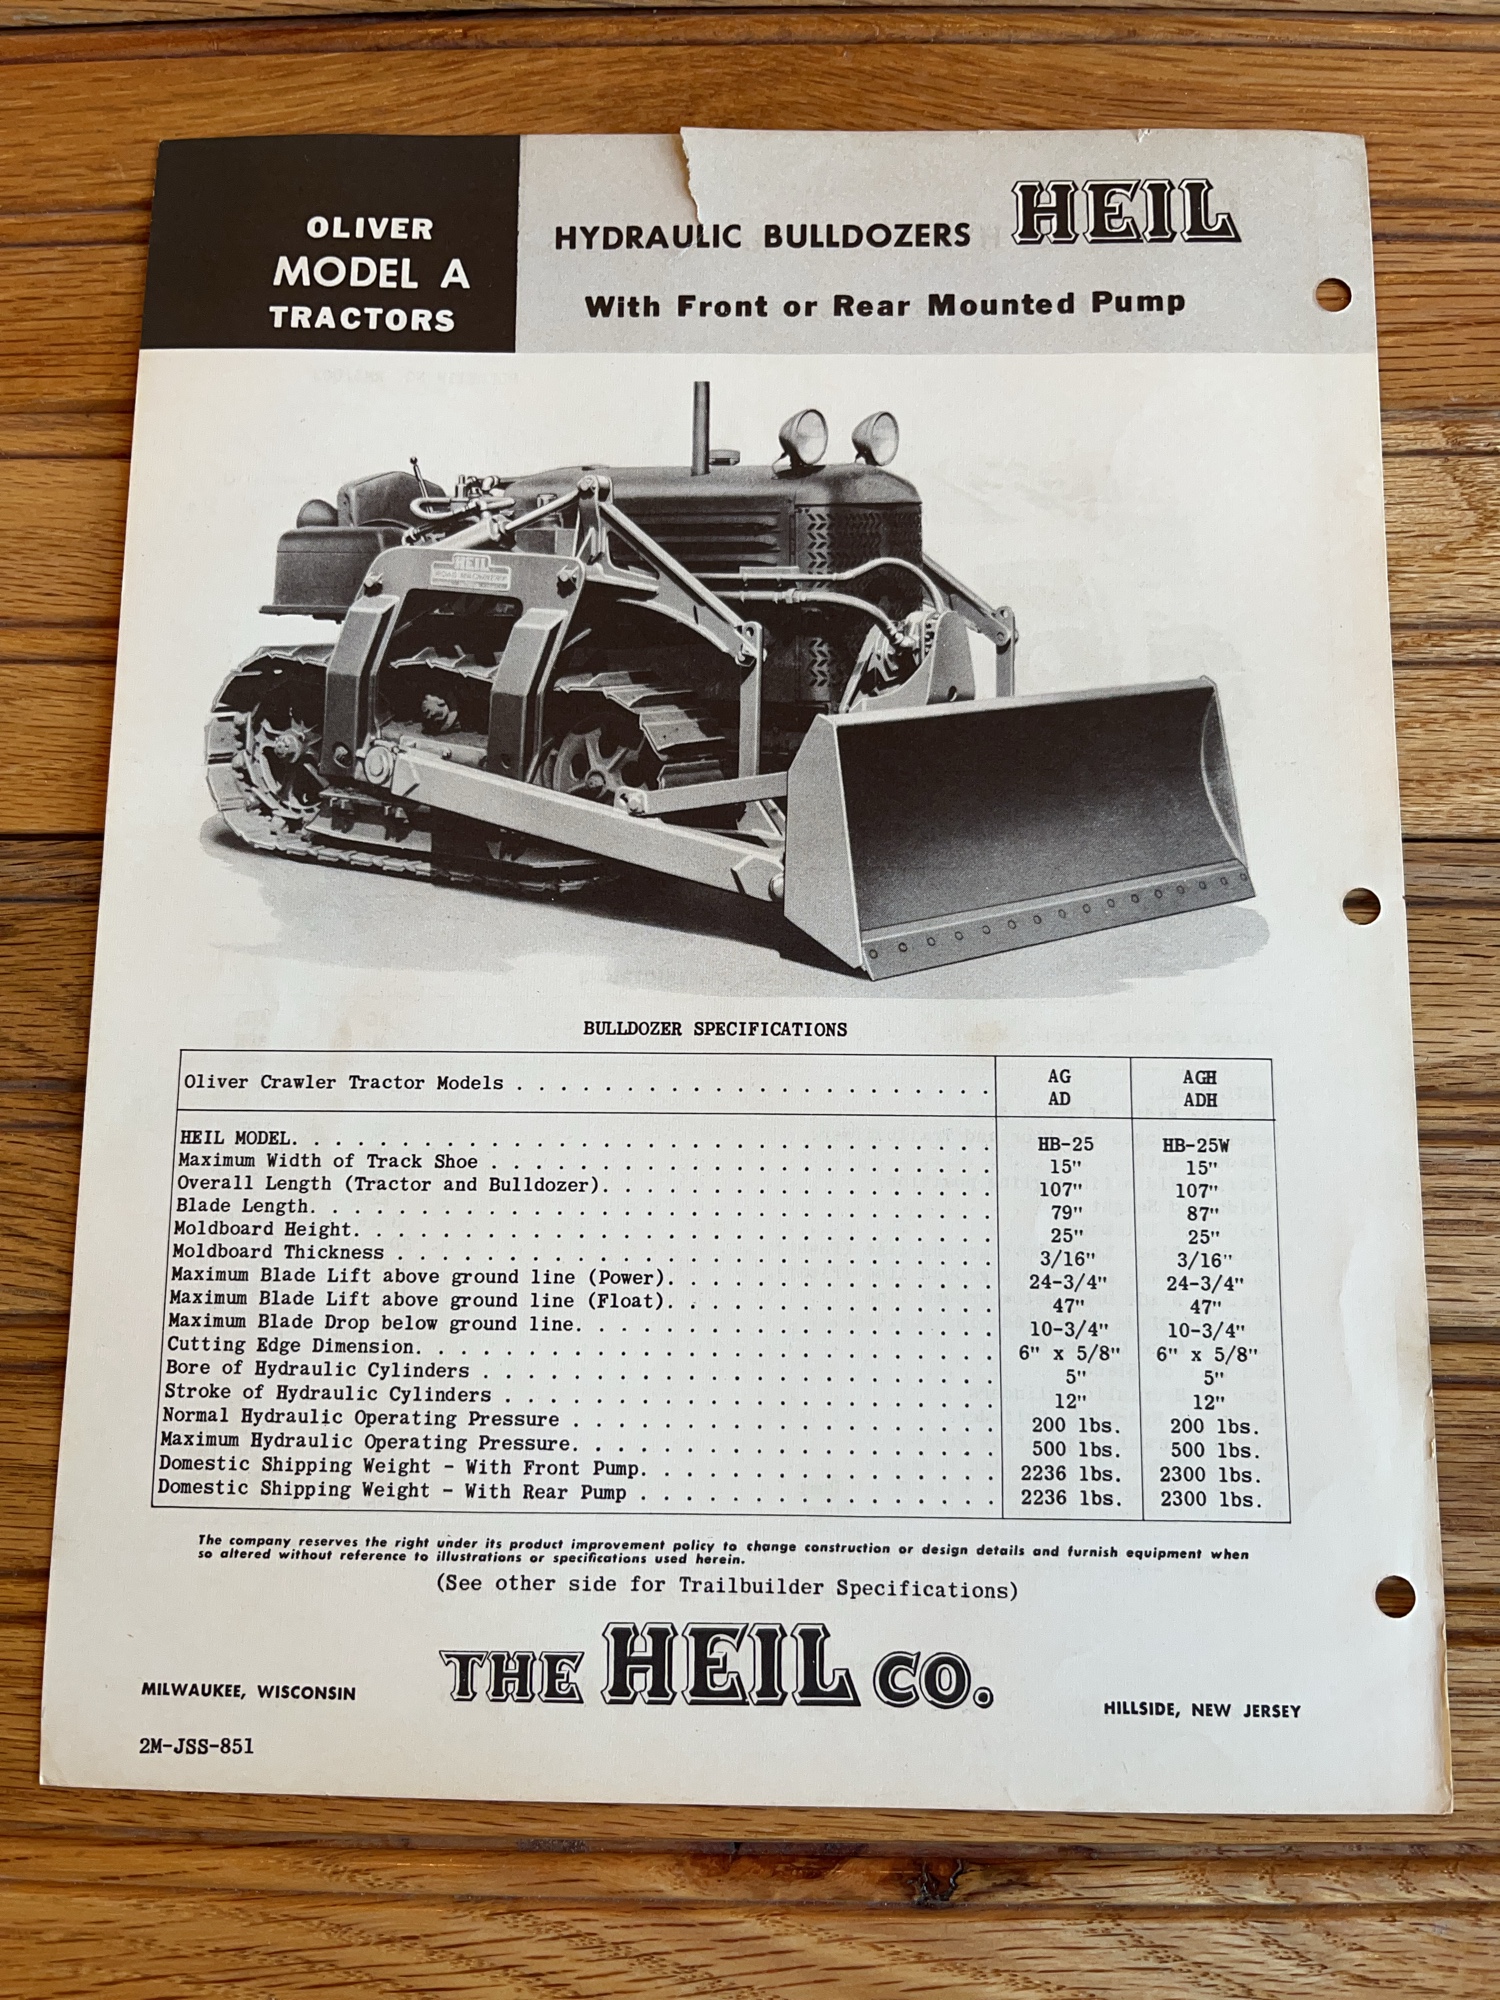 OLIVER
MODEL A
TRACTORS
HYDRAULIC BULLDOZERS HEIL
With Front or Rear Mounted Pump
HEIL
ROAD MACHINERY
BULLDOZER SPECIFICATIONS
Oliver Crawler Tractor Models . . . . . . . . . . . . . . . . . . . . . . AG AD AGH ADH
HEIL MODEL. . . . . . . . . . . . . . . . . . . . . . . . . . . . . . . HB-25 HB-25W
Maximum Width of Track Shoe . . . . . . . . . . . . . . . . . . . . . . . 15" 15"
Overall Length (Tractor and Bulldozer). . . . . . . . . . . . . . . . . . 107" 107"
Blade Length. . . . . . . . . . . . . . . . . . . . . . . . . . . . . . 79" 87"
Moldboard Height. . . . . . . . . . . . . . . . . . . . . . . . . . . . 25" 25"
Moldboard Thickness . . . . . . . . . . . . . . . . . . . . . . . . . . 3/16" 3/16"
Maximum Blade Lift above ground line (Power). . . . . . . . . . . . . . . 24-3/4" 24-3/4"
Maximum Blade Lift above ground line (Float). . . . . . . . . . . . . . . 47" 47"
Maximum Blade Drop below ground line. . . . . . . . . . . . . . . . . . . 10-3/4" 10-3/4"
Cutting Edge Dimension. . . . . . . . . . . . . . . . . . . . . . . . . 6" x 5/8" 6" x 5/8"
Bore of Hydraulic Cylinders . . . . . . . . . . . . . . . . . . . . . . . 5" 5"
Stroke of Hydraulic Cylinders . . . . . . . . . . . . . . . . . . . . . . 12" 12"
Normal Hydraulic Operating Pressure . . . . . . . . . . . . . . . . . . . 200 lbs. 200 lbs.
Maximum Hydraulic Operating Pressure. . . . . . . . . . . . . . . . . . . 500 lbs. 500 lbs.
Domestic Shipping Weight - With Front Pump. . . . . . . . . . . . . . . . 2236 lbs. 2300 lbs.
Domestic Shipping Weight - With Rear Pump . . . . . . . . . . . . . . . . 2236 lbs. 2300 lbs.
The company reserves the right under its product improvement policy to change construction or design details and furnish equipment when
so altered without reference to illustrations or specifications used herein.
(See other side for Trailbuilder Specifications)
THE HEIL CO.
MILWAUKEE, WISCONSIN
HILLSIDE, NEW JERSEY
2M-JSS-851